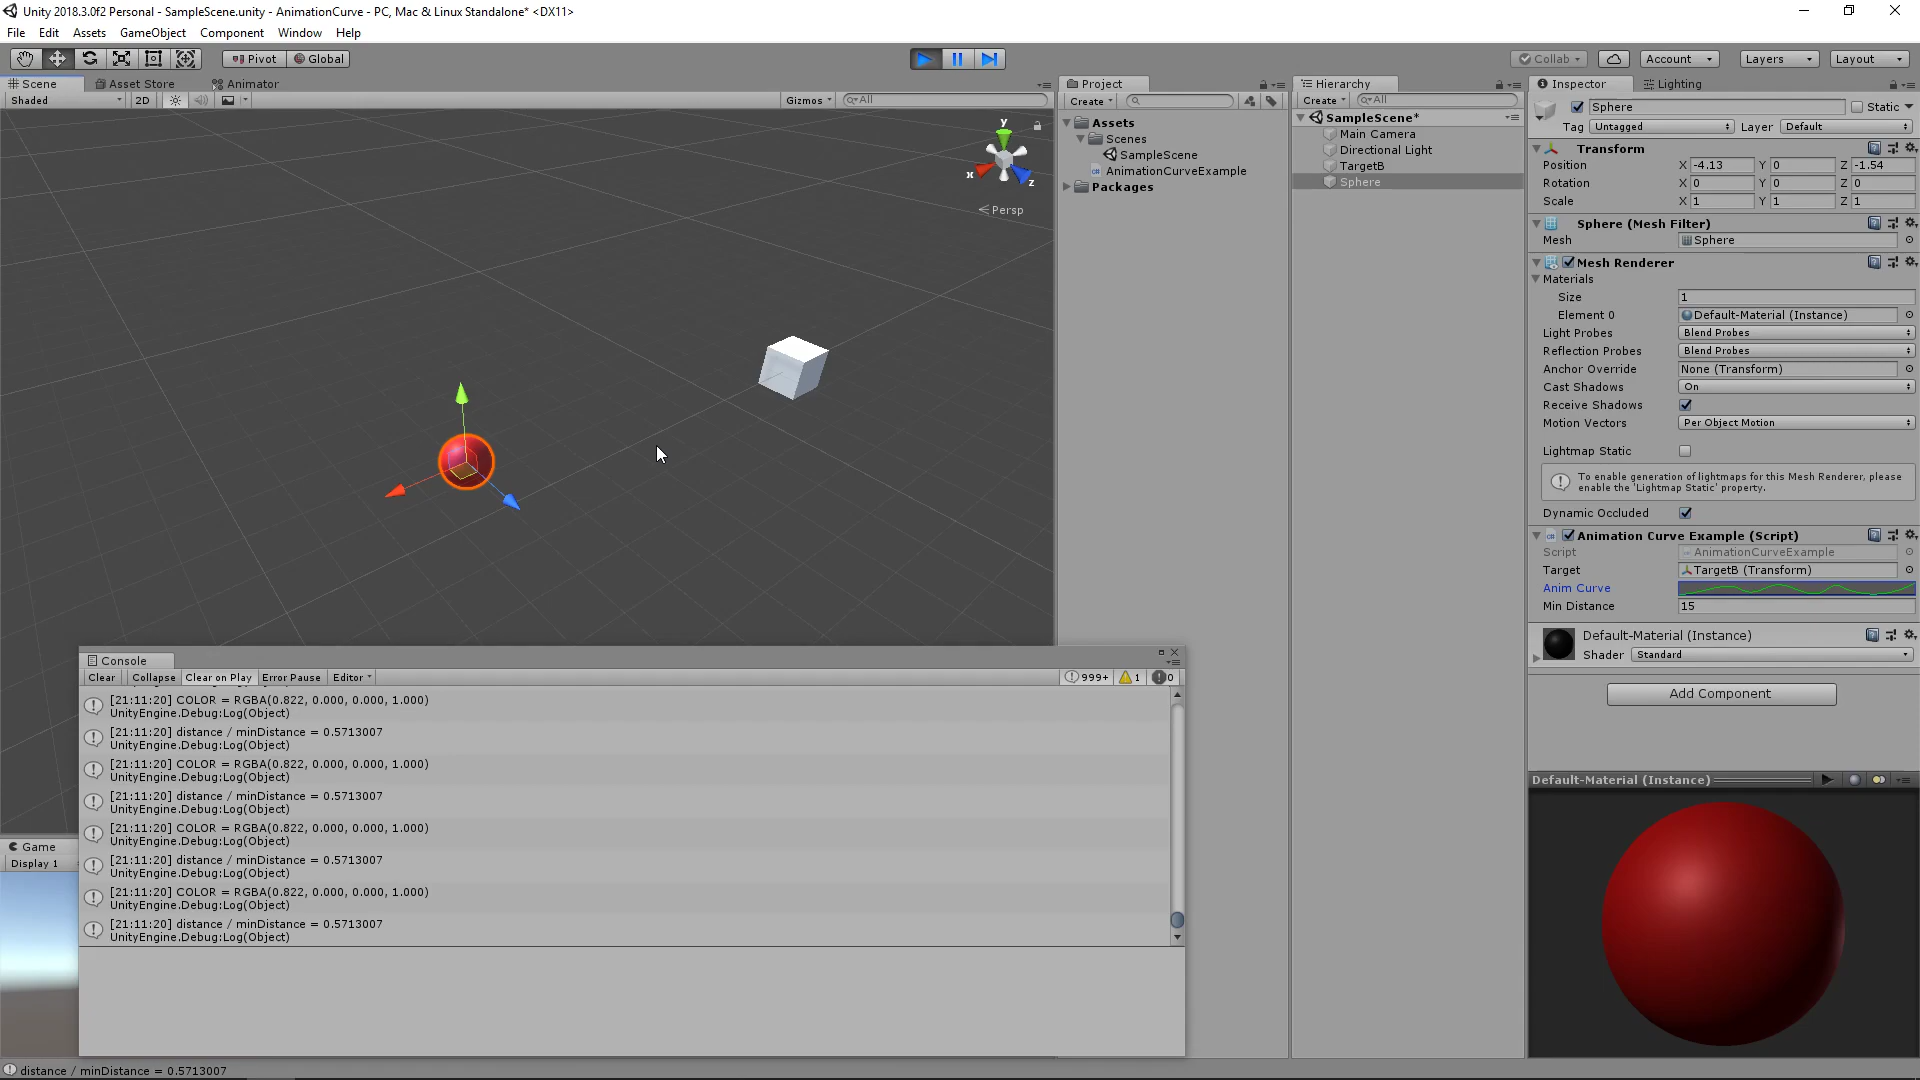 Unity 2018.3.0f2 Personal - SampleScene.unity - AnimationCurve - PC, Mac & Linux Standalone* <DX11>
File Edit Assets GameObject Component Window Help
Pivot Global Collab Account Layers Layout
Scene Asset Store Animator
Shaded 2D Gizmos All
y
x
z
Persp
Project
Create
Assets
Scenes
SampleScene
AnimationCurveExample
Packages
Hierarchy
Create All
SampleScene*
Main Camera
Directional Light
TargetB
Sphere
Inspector Lighting
Sphere Static
Tag Untagged Layer Default
Transform
Position X -4.13 Y 0 Z -1.54
Rotation X 0 Y 0 Z 0
Scale X 1 Y 1 Z 1
Sphere (Mesh Filter)
Mesh Sphere
Mesh Renderer
Materials
Size 1
Element 0 Default-Material (Instance)
Light Probes Blend Probes
Reflection Probes Blend Probes
Anchor Override None (Transform)
Cast Shadows On
Receive Shadows
Motion Vectors Per Object Motion
Lightmap Static
To enable generation of lightmaps for this Mesh Renderer, please
enable the 'Lightmap Static' property.
Dynamic Occluded
Animation Curve Example (Script)
Script AnimationCurveExample
Target TargetB (Transform)
Anim Curve
Min Distance 15
Default-Material (Instance)
Shader Standard
Add Component
Default-Material (Instance)
Console
Clear Collapse Clear on Play Error Pause Editor 999+ 1 0
[21:11:20] COLOR = RGBA(0.822, 0.000, 0.000, 1.000)
UnityEngine.Debug:Log(Object)
[21:11:20] distance / minDistance = 0.5713007
UnityEngine.Debug:Log(Object)
[21:11:20] COLOR = RGBA(0.822, 0.000, 0.000, 1.000)
UnityEngine.Debug:Log(Object)
[21:11:20] distance / minDistance = 0.5713007
UnityEngine.Debug:Log(Object)
[21:11:20] COLOR = RGBA(0.822, 0.000, 0.000, 1.000)
UnityEngine.Debug:Log(Object)
[21:11:20] distance / minDistance = 0.5713007
UnityEngine.Debug:Log(Object)
[21:11:20] COLOR = RGBA(0.822, 0.000, 0.000, 1.000)
UnityEngine.Debug:Log(Object)
[21:11:20] distance / minDistance = 0.5713007
UnityEngine.Debug:Log(Object)
Game
Display 1
distance / minDistance = 0.5713007